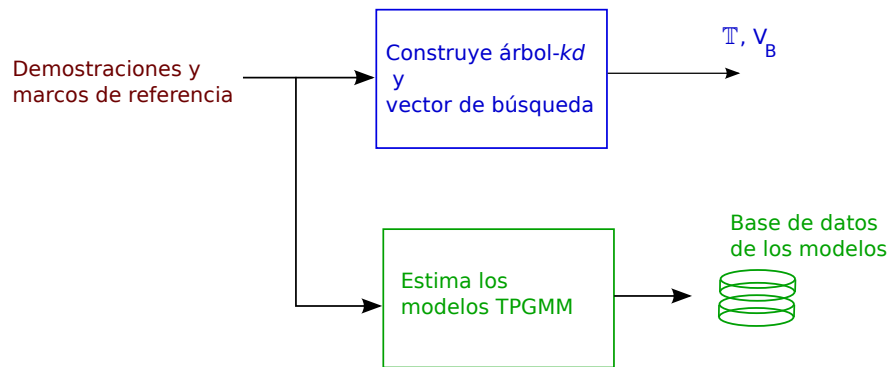 Demostraciones y
marcos de referencia
Construye árbol-kd
y
vector de búsqueda
𝕋, V_B
Estima los
modelos TPGMM
Base de datos
de los modelos